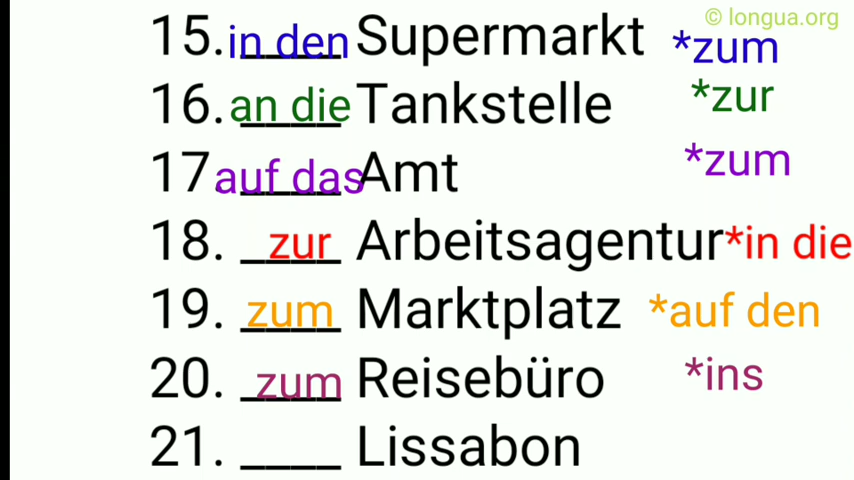 © longua.org
15. in den Supermarkt *zum
16. an die Tankstelle *zur
17. auf das Amt *zum
18. zur Arbeitsagentur *in die
19. zum Marktplatz *auf den
20. zum Reisebüro *ins
21. ____ Lissabon